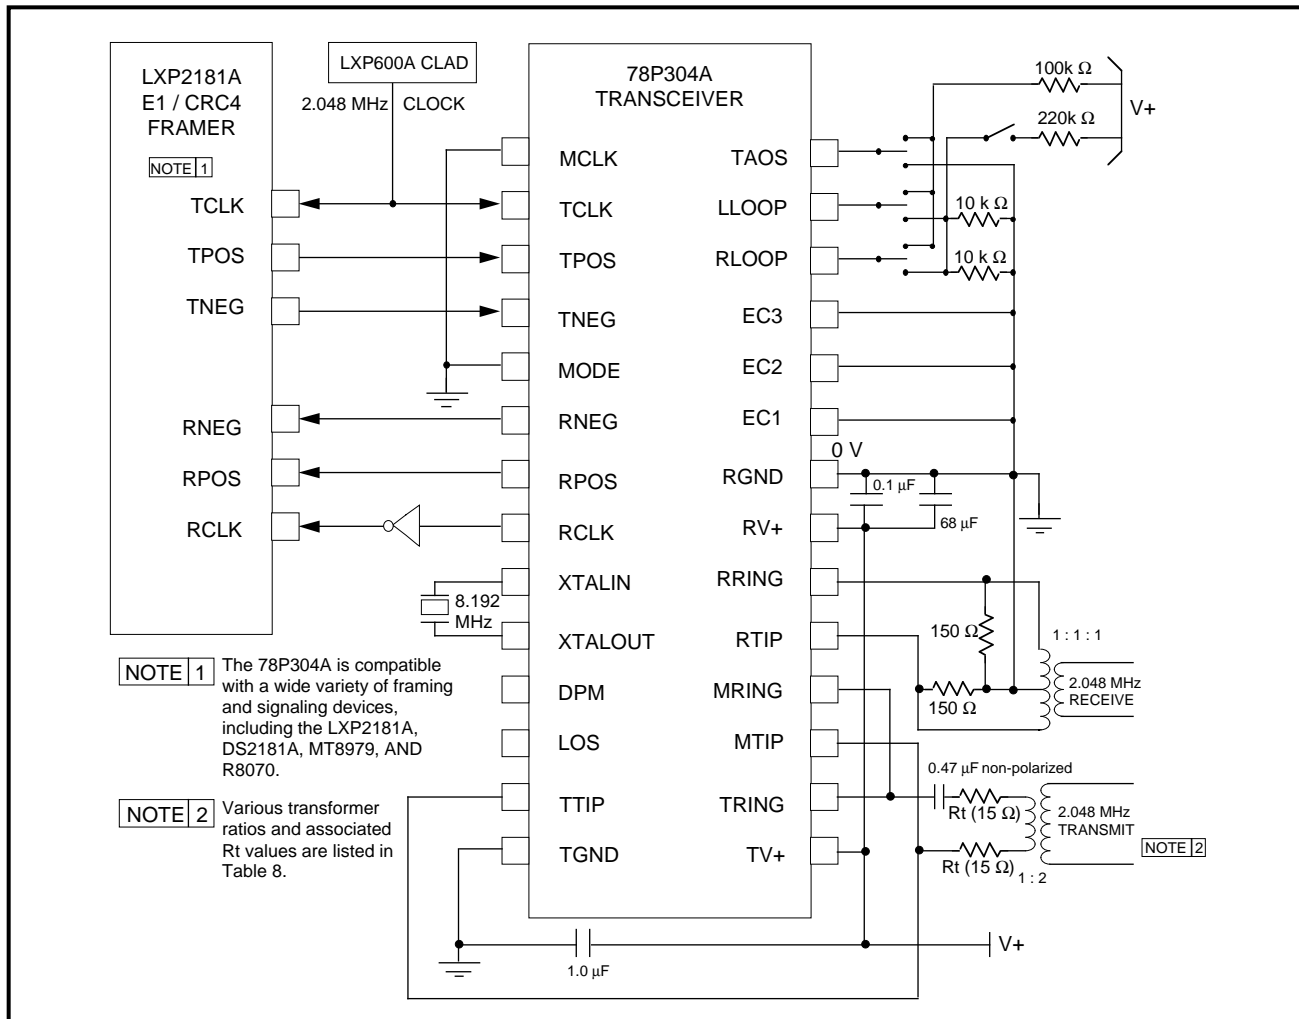 LXP2181A
E1 / CRC4
FRAMER
NOTE 1
TCLK
TPOS
TNEG
RNEG
RPOS
RCLK
LXP600A CLAD
2.048 MHz CLOCK
78P304A
TRANSCEIVER
MCLK
TCLK
TPOS
TNEG
MODE
RNEG
RPOS
RCLK
XTALIN
XTALOUT
DPM
LOS
TTIP
TGND
8.192
MHz
TAOS
LLOOP
RLOOP
EC3
EC2
EC1
RGND
RV+
RRING
RTIP
MRING
MTIP
TRING
TV+
100k Ω
220k Ω
V+
10 k Ω
10 k Ω
0 V
0.1 µF
68 µF
150 Ω
150 Ω
1 : 1 : 1
2.048 MHz
RECEIVE
0.47 µF non-polarized
Rt (15 Ω)
Rt (15 Ω)
1 : 2
2.048 MHz
TRANSMIT
NOTE 2
1.0 µF
V+
NOTE 1 The 78P304A is compatible
with a wide variety of framing
and signaling devices,
including the LXP2181A,
DS2181A, MT8979, AND
R8070.
NOTE 2 Various transformer
ratios and associated
Rt values are listed in
Table 8.